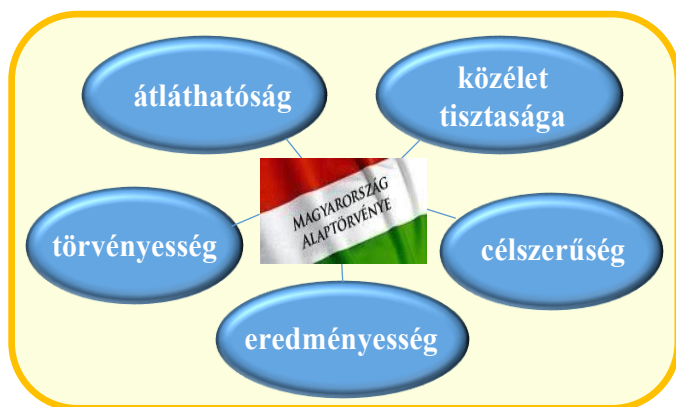 átláthatóság
közélet
tisztasága
MAGYARORSZÁG
ALAPTÖRVÉNYE
törvényesség
célszerűség
eredményesség